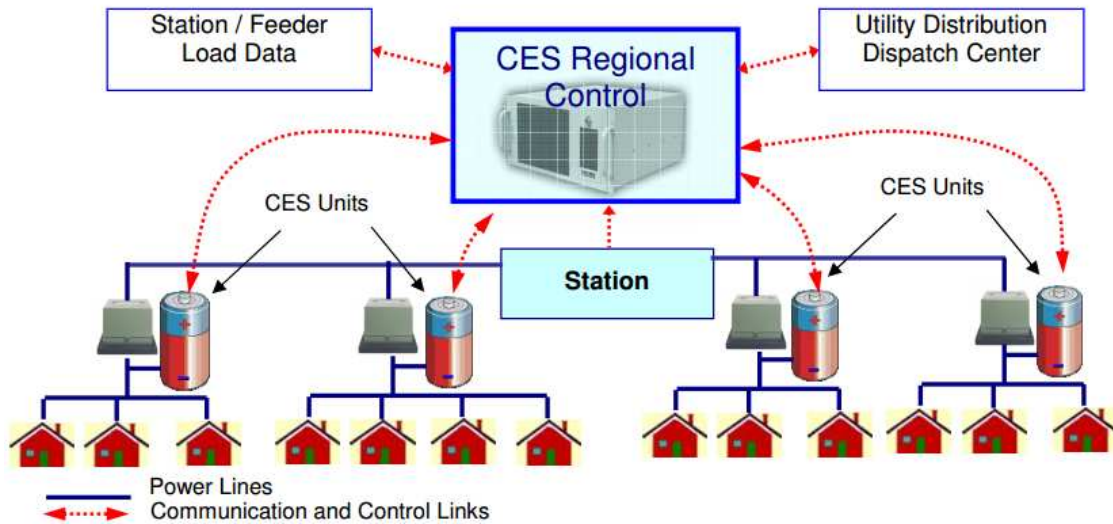 Station / Feeder
Load Data
CES Regional
Control
Utility Distribution
Dispatch Center
CES Units
CES Units
Station
Power Lines
Communication and Control Links